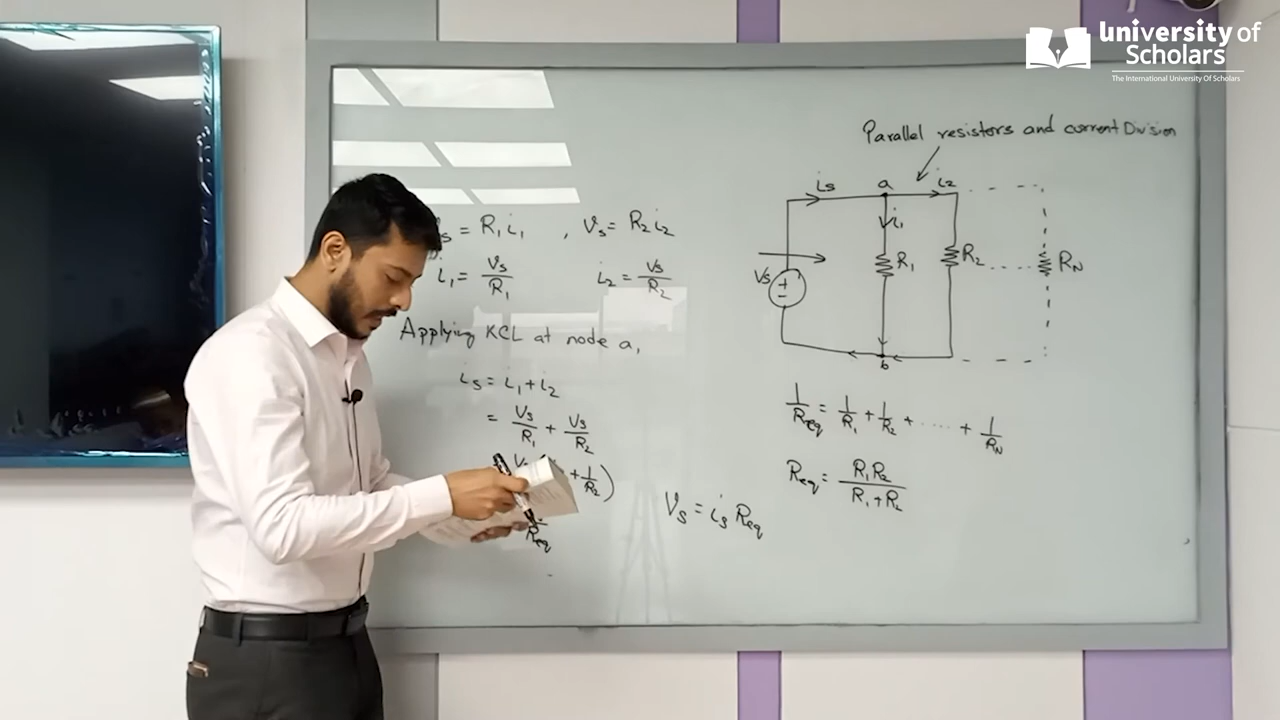 University of
Scholars
The International University Of Scholars
Parallel resistors and current Division
is a i2
i1
Vs + - R1 R2 RN
b
s = R1 i1 , Vs = R2 i2
i1 = Vs/R1 i2 = Vs/R2
Applying KCL at node a,
is = i1 + i2
= Vs/R1 + Vs/R2
+ 1/R2)
Req
1/Req = 1/R1 + 1/R2 + ..... + 1/RN
Req = R1R2/R1+R2
Vs = is Req